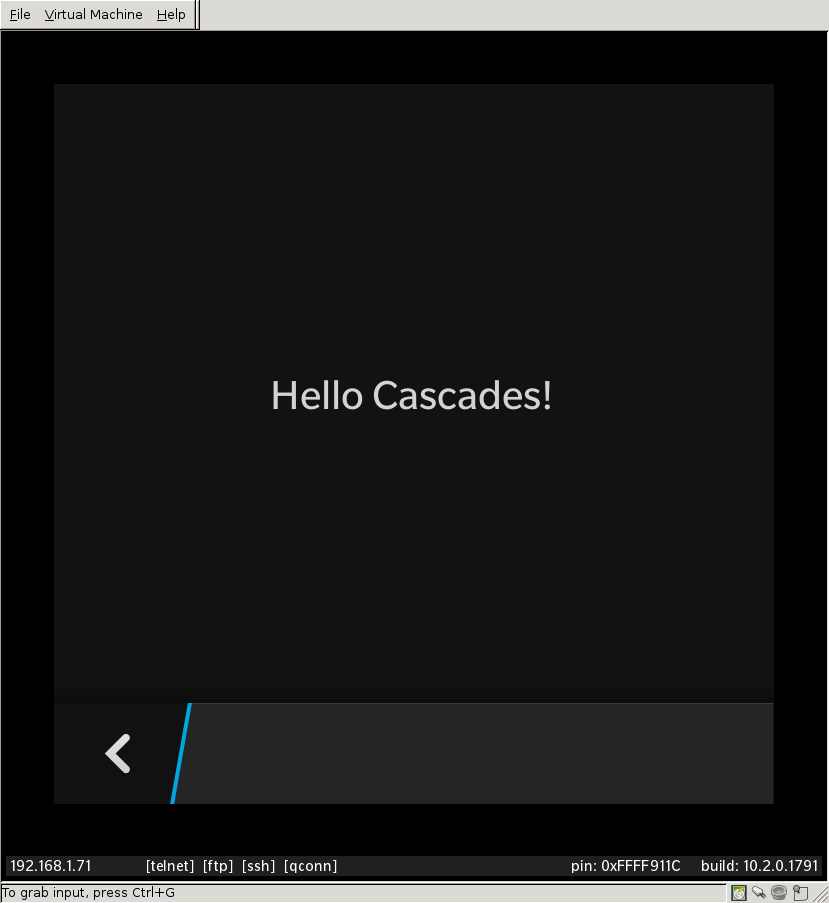 File Virtual Machine Help
Hello Cascades!
192.168.1.71 [telnet] [ftp] [ssh] [qconn] pin: 0xFFFF911C build: 10.2.0.1791
To grab input, press Ctrl+G